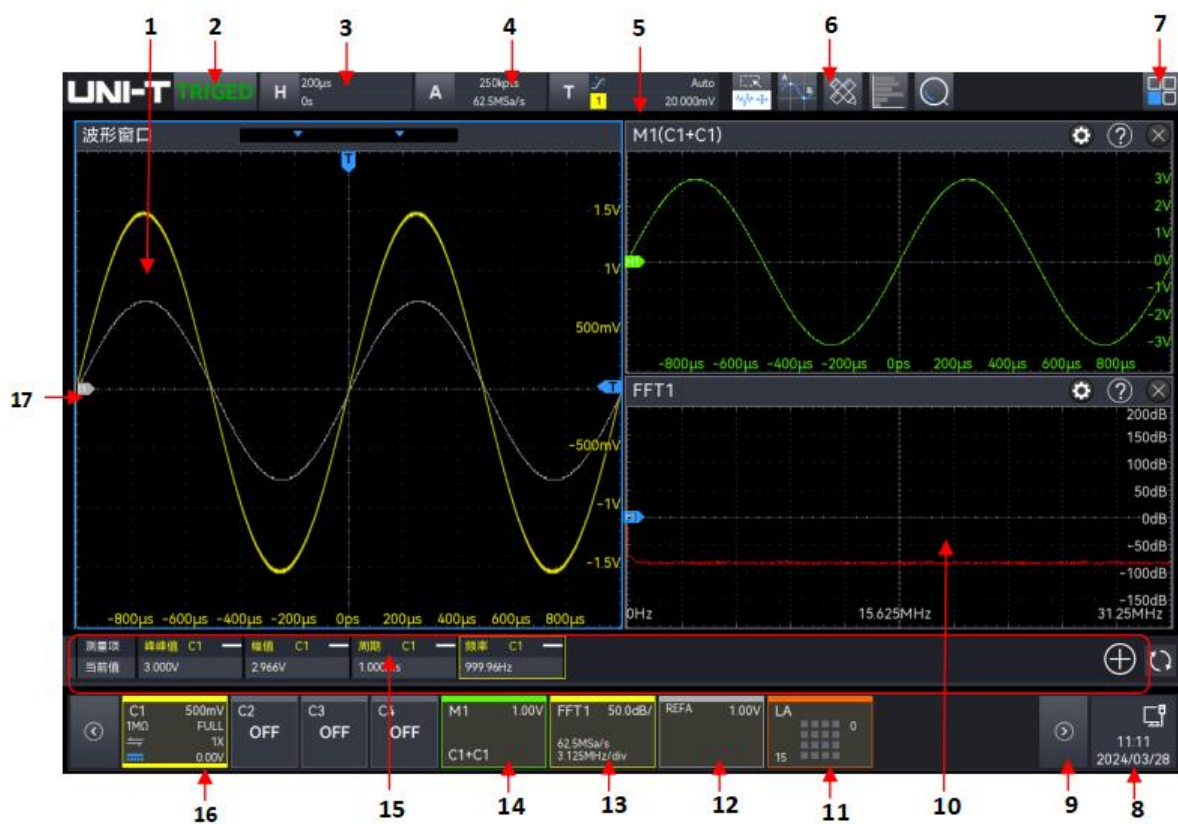 1 2 3 4 5 6 7
UNI-T TRIGED H 200μs A 250kpts T 1 Auto
0s 62.5MSa/s 20.000mV
波形窗口
T
1.5V
1V
500mV
T
-500mV
-1V
-1.5V
-800μs -600μs -400μs -200μs 0ps 200μs 400μs 600μs 800μs
M1(C1+C1)
3V
2V
1V
M1 0V
-1V
-2V
-3V
-800μs -600μs -400μs -200μs 0ps 200μs 400μs 600μs 800μs
17
FFT1
200dB
150dB
100dB
50dB
0dB
-50dB
-100dB
-150dB
0Hz 15.625MHz 31.25MHz
测量项 峰峰值 C1 幅值 C1 周期 C1 频率 C1
当前值 3.000V 2.966V 999.96Hz
C1 500mV
1MΩ FULL
1X
0.00V
C2
OFF
C3
OFF
C4
OFF
M1 1.00V
C1+C1
FFT1 50.0dB/
62.5MSa/s
3.125MHz/div
REFA 1.00V
LA
0
15
11:11
2024/03/28
16 15 14 13 12 11 10 9 8